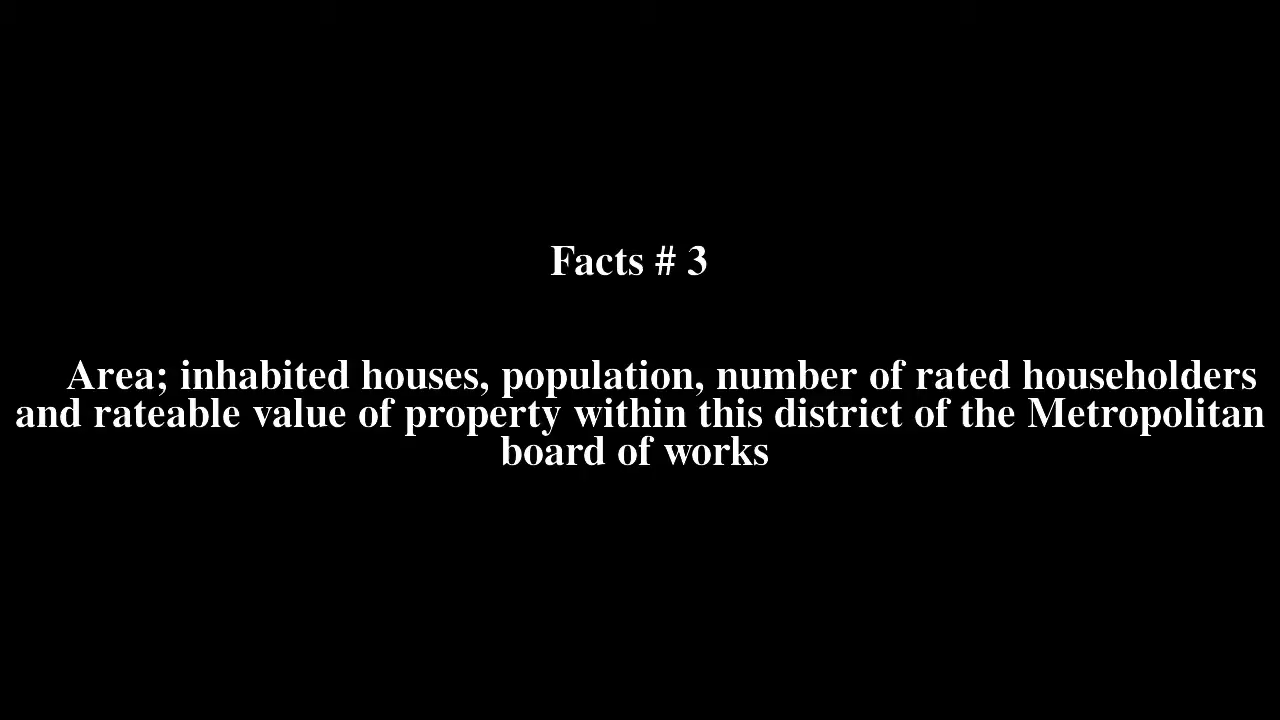 Facts # 3
Area; inhabited houses, population, number of rated householders
and rateable value of property within this district of the Metropolitan
board of works